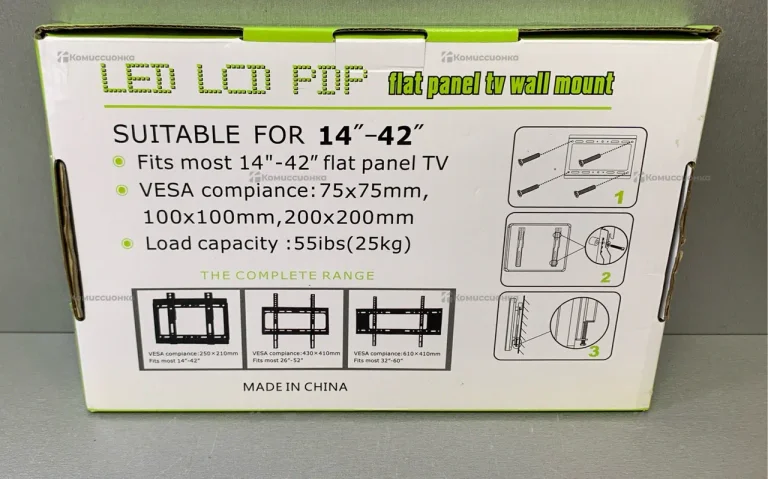 LED LCD PDP flat panel tv wall mount
SUITABLE FOR 14"-42"
Fits most 14"-42" flat panel TV
VESA compiance:75x75mm,
100x100mm,200x200mm
Load capacity :55ibs(25kg)
THE COMPLETE RANGE
VESA compiance:250×210mm
Fits most 14"-42"
VESA compiance:430×410mm
Fits most 26"-52"
VESA compiance:610×410mm
Fits most 32"-60"
MADE IN CHINA
1
2
3
Комиссионка
Комиссионка
Комиссионка
Комиссионка
Комиссионка
Комиссионка
Комиссионка